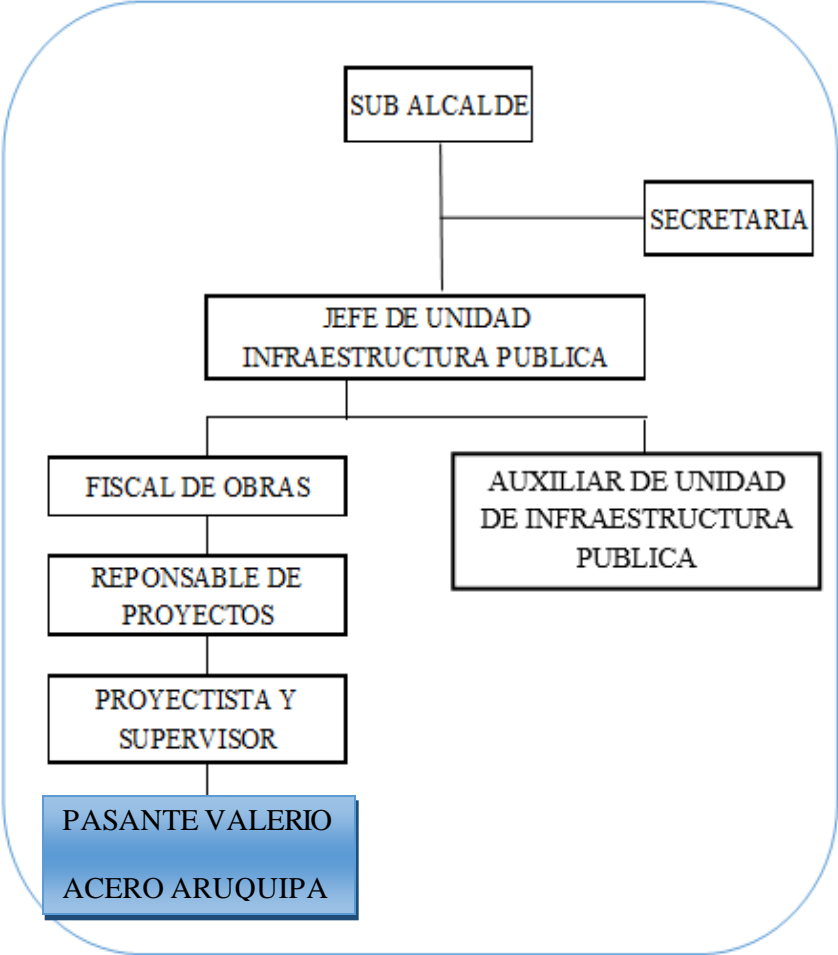 SUB ALCALDE
SECRETARIA
JEFE DE UNIDAD
INFRAESTRUCTURA PUBLICA
FISCAL DE OBRAS
AUXILIAR DE UNIDAD
DE INFRAESTRUCTURA
PUBLICA
REPONSABLE DE
PROYECTOS
PROYECTISTA Y
SUPERVISOR
PASANTE VALERIO
ACERO ARUQUIPA